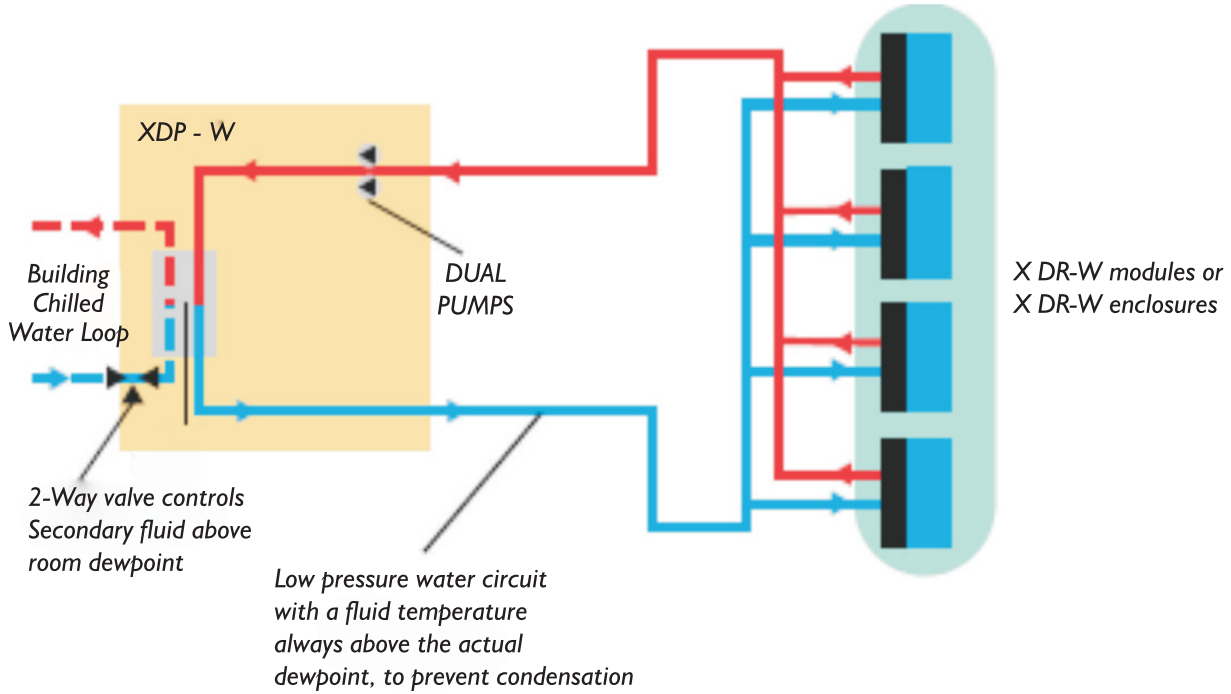 XDP - W
Building
Chilled
Water Loop
DUAL
PUMPS
X DR-W modules or
X DR-W enclosures
2-Way valve controls
Secondary fluid above
room dewpoint
Low pressure water circuit
with a fluid temperature
always above the actual
dewpoint, to prevent condensation